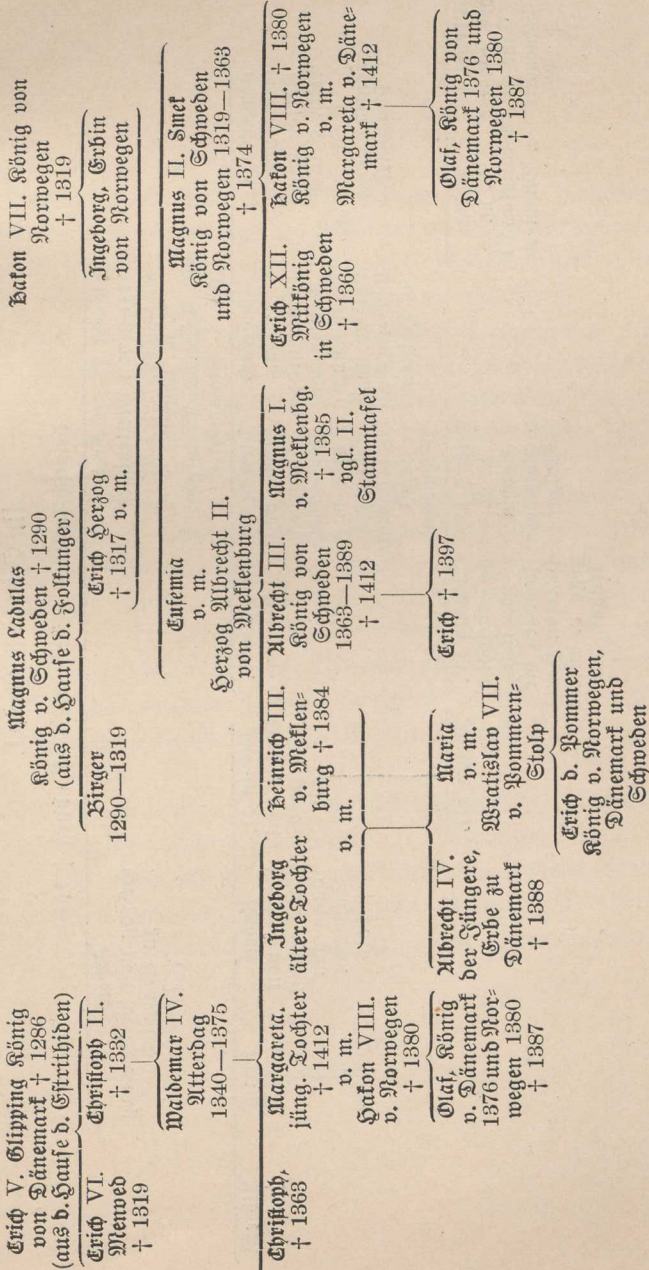 Erich V. Glipping König
von Dänemark † 1286
(aus d. Hause d. Estrithiden)
Magnus Ladulas
König v. Schweden † 1290
(aus d. Hause d. Folkunger)
Hakon VII. König von
Norwegen
† 1319
Erich VI.
Menwed
† 1319
Christoph II.
† 1332
Birger
1290—1319
Erich Herzog
† 1317 v. m.
Ingeborg, Erbin
von Norwegen
Waldemar IV.
Atterdag
1340—1375
Eufemia
v. m.
Herzog Albrecht II.
von Meklenburg
Magnus II. Smek
König von Schweden
und Norwegen 1319—1363
† 1374
Christoph,
† 1363
Margareta,
jüng. Tochter
† 1412
v. m.
Hakon VIII.
v. Norwegen
† 1380
Ingeborg
ältere Tochter
v. m.
Heinrich III.
v. Meklen-
burg † 1384
Albrecht III.
König von
Schweden
1363—1389
† 1412
Magnus I.
v. Meklenbg.
† 1385
vgl. II.
Stammtafel
Erich XII.
Mitkönig
in Schweden
† 1360
Hakon VIII. † 1380
König v. Norwegen
v. m.
Margareta v. Däne-
mark † 1412
Olaf, König
v. Dänemark
1376 und Nor-
wegen 1380
† 1387
Albrecht IV.
der Jüngere,
Erbe zu
Dänemark
† 1388
Maria
v. m.
Wratislav VII.
v. Pommern-
Stolp
Erich † 1397
Olaf, König von
Dänemark 1376 und
Norwegen 1380
† 1387
Erich d. Pommer
König v. Norwegen,
Dänemark und
Schweden